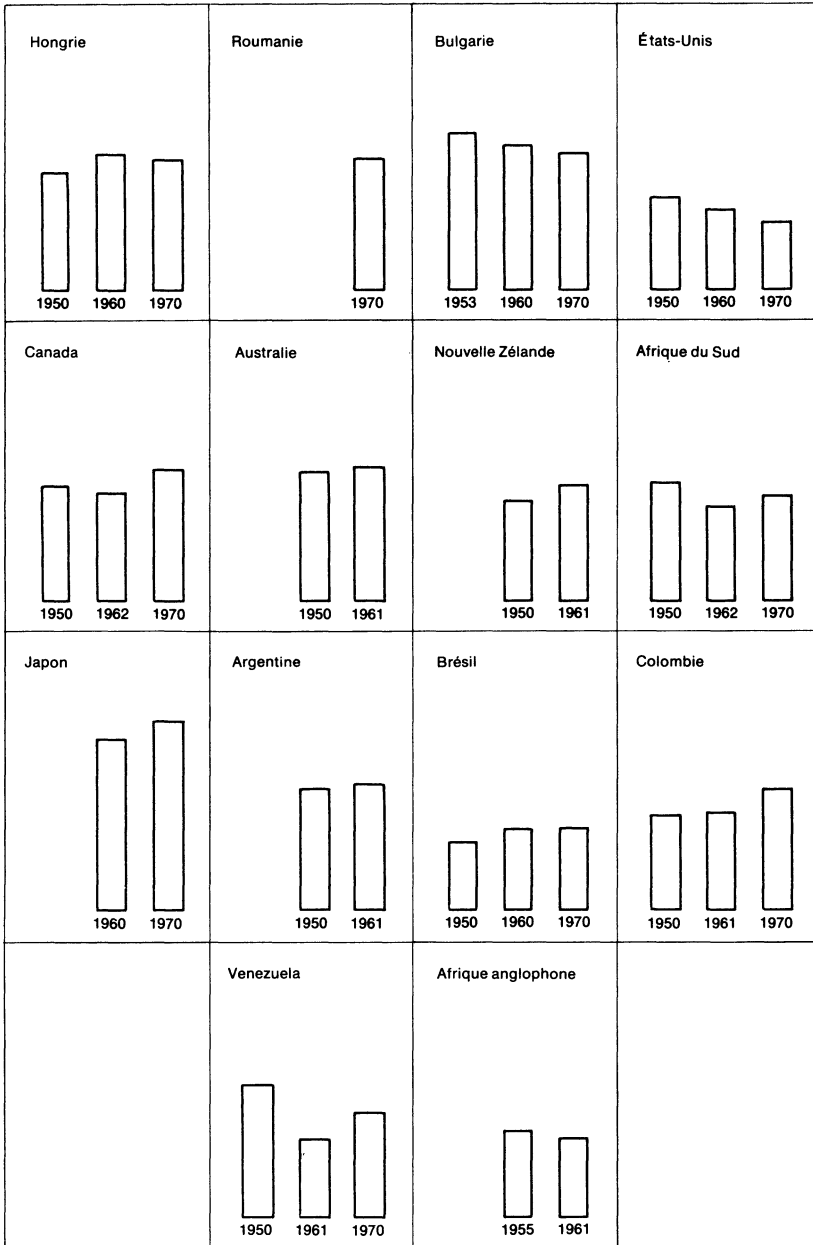 Hongrie
1950 1960 1970
Roumanie
1970
Bulgarie
1953 1960 1970
États-Unis
1950 1960 1970
Canada
1950 1962 1970
Australie
1950 1961
Nouvelle Zélande
1950 1961
Afrique du Sud
1950 1962 1970
Japon
1960 1970
Argentine
1950 1961
Brésil
1950 1960 1970
Colombie
1950 1961 1970
Venezuela
1950 1961 1970
Afrique anglophone
1955 1961